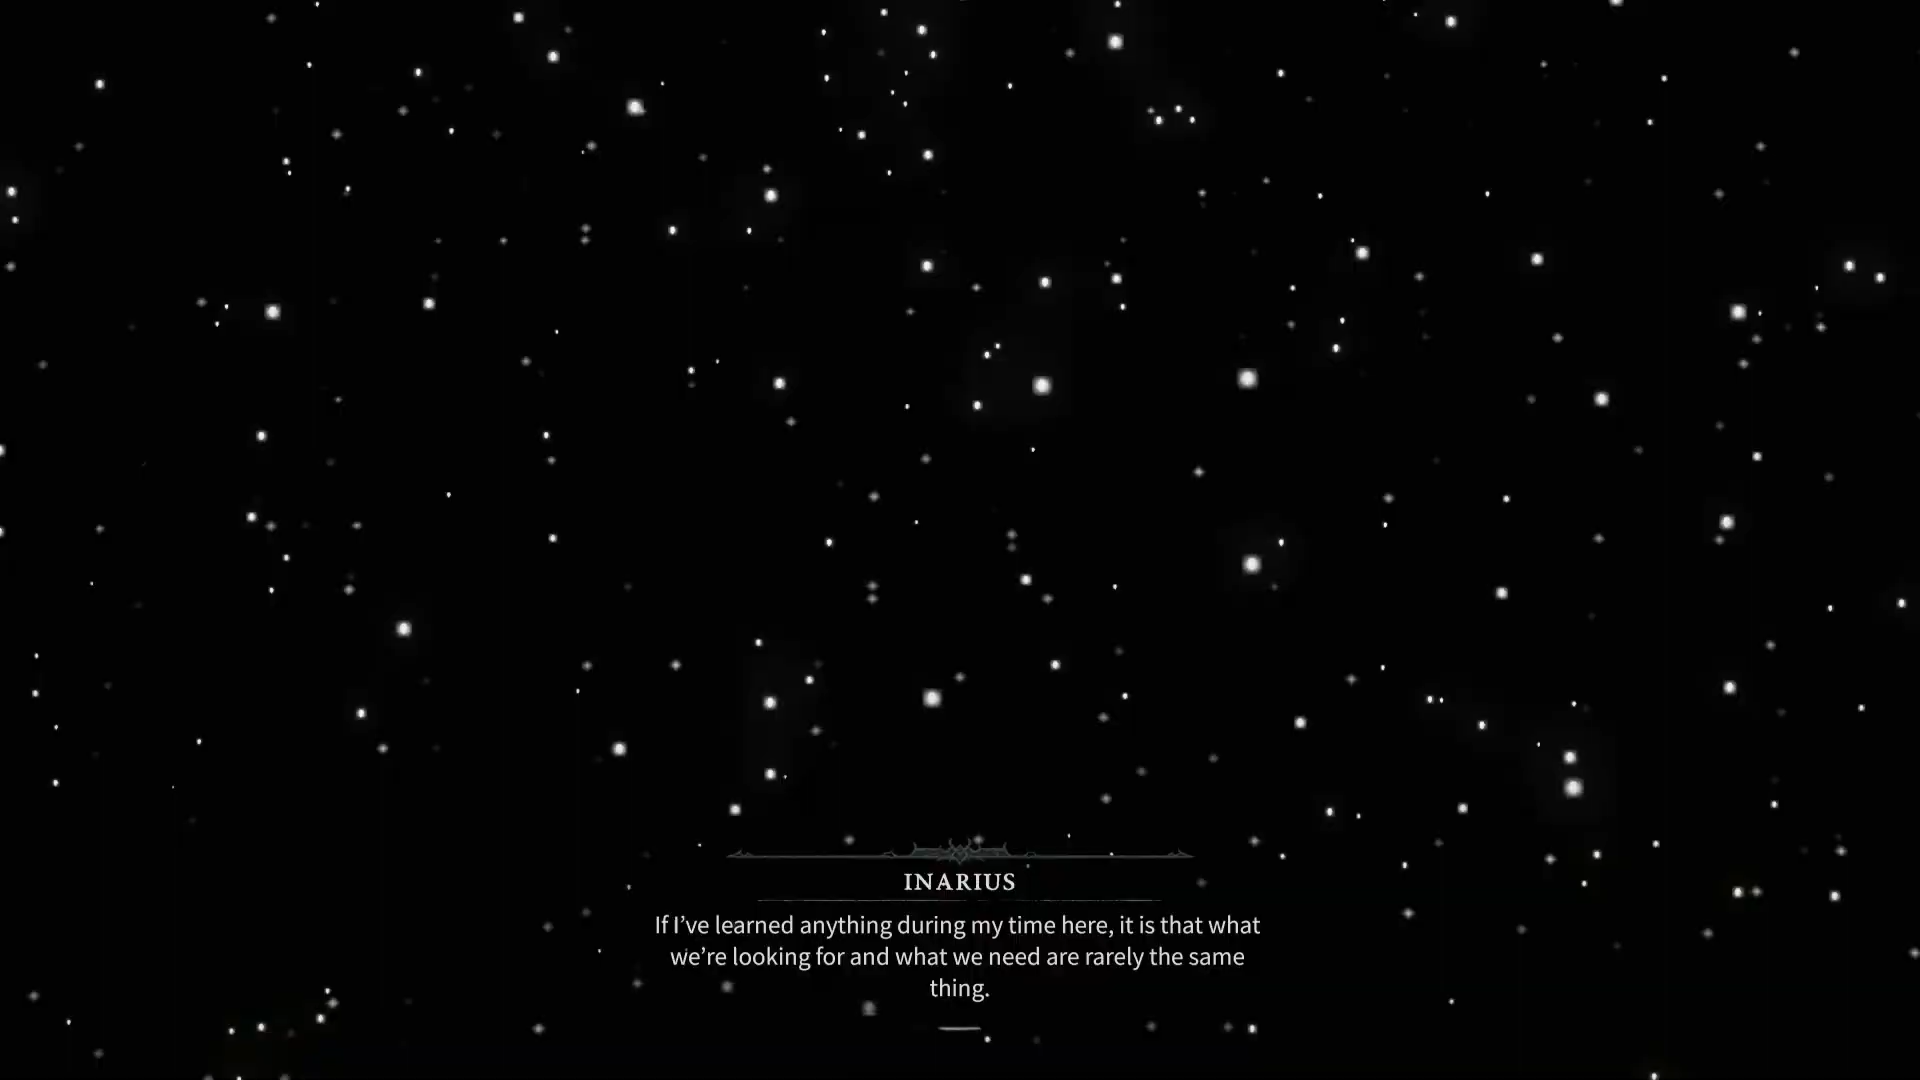 INARIUS
If I’ve learned anything during my time here, it is that what
we’re looking for and what we need are rarely the same
thing.